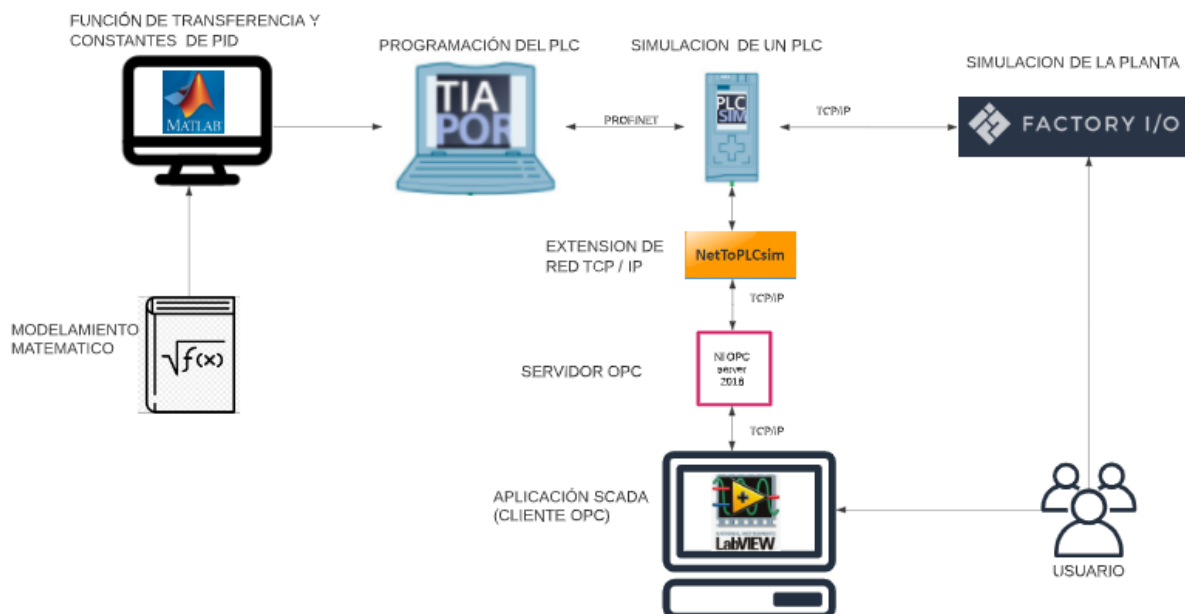 FUNCIÓN DE TRANSFERENCIA Y
CONSTANTES DE PID
MATLAB
PROGRAMACIÓN DEL PLC
TIA
POR
SIMULACION DE UN PLC
PLC
SIM
SIMULACION DE LA PLANTA
FACTORY I/O
PROFINET
TCP/IP
EXTENSION DE
RED TCP / IP
NetToPLCsim
TCP/IP
MODELAMIENTO
MATEMATICO
√f(x)
SERVIDOR OPC
NI OPC
server
2016
TCP/IP
APLICACIÓN SCADA
(CLIENTE OPC)
NATIONAL INSTRUMENTS
LabVIEW
USUARIO